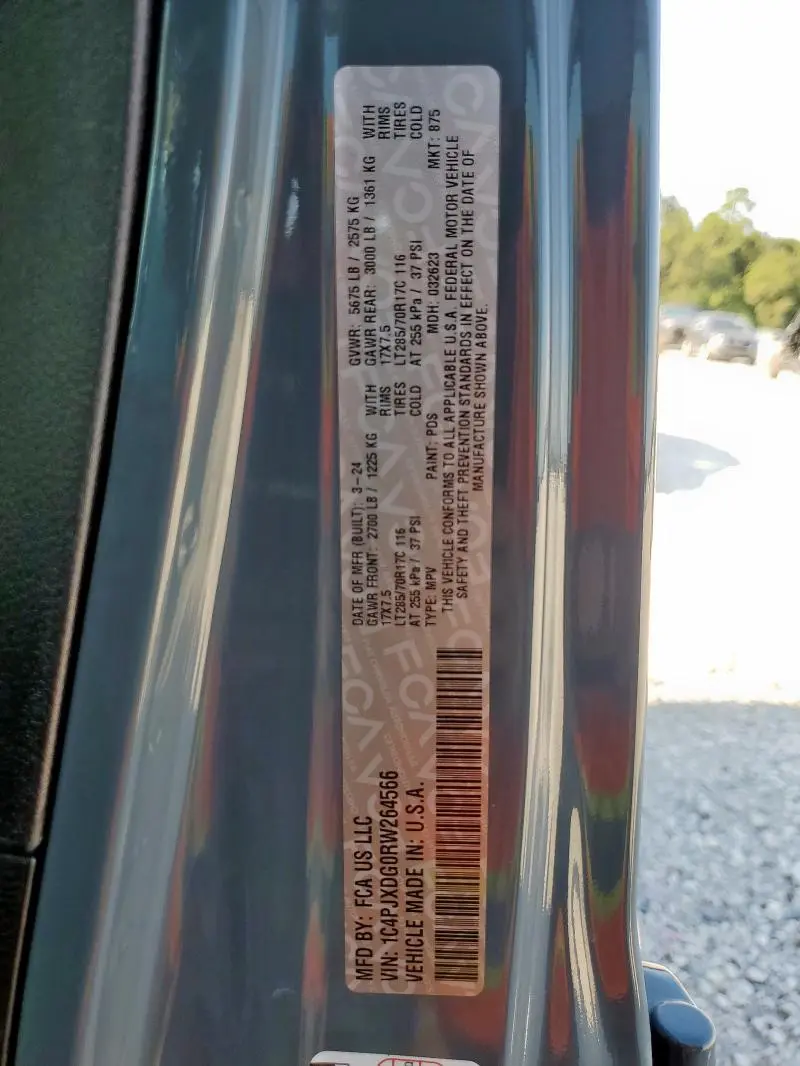 MFD BY: FCA US LLC
VIN: 1C4PJXDG0RW264566
VEHICLE MADE IN: U.S.A.
DATE OF MFR (BUILT): 3-24 GVWR: 5675 LB / 2575 KG
GAWR FRONT: 2700 LB / 1225 KG WITH GAWR REAR: 3000 LB / 1361 KG WITH
17X7.5 RIMS 17X7.5 RIMS
LT285/70R17C 116 TIRES LT285/70R17C 116 TIRES
AT 255 kPa / 37 PSI COLD AT 255 kPa / 37 PSI COLD
TYPE: MPV PAINT: PDS MDH: 032623 MKT: 875
THIS VEHICLE CONFORMS TO ALL APPLICABLE U.S.A. FEDERAL MOTOR VEHICLE
SAFETY AND THEFT PREVENTION STANDARDS IN EFFECT ON THE DATE OF
MANUFACTURE SHOWN ABOVE.